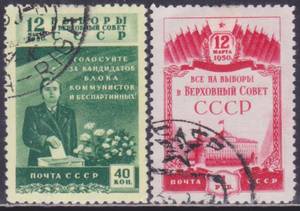 12 ВЫБОРЫ
ВЕРХОВНЫЙ СОВЕТ
ГОЛОСУЙТЕ
ЗА КАНДИДАТОВ
БЛОКА
КОММУНИСТОВ
И БЕСПАРТИЙНЫХ!
40
КОП.
ПОЧТА СССР
12
МАРТА
1950
ВСЕ НА ВЫБОРЫ
В ВЕРХОВНЫЙ СОВЕТ
СССР
ПОЧТА СССР